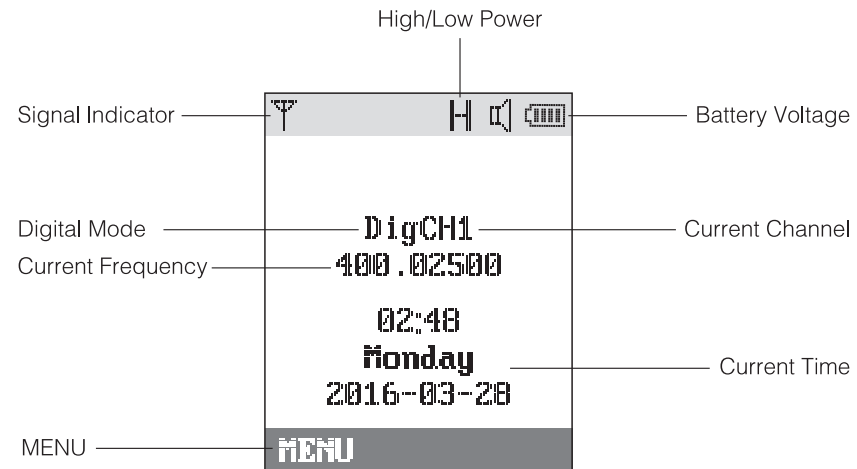 High/Low Power
Signal Indicator
H
Battery Voltage
Digital Mode
DigCH1
Current Channel
Current Frequency
400.02500
02:48
Monday
Current Time
2016-03-28
MENU
MENU